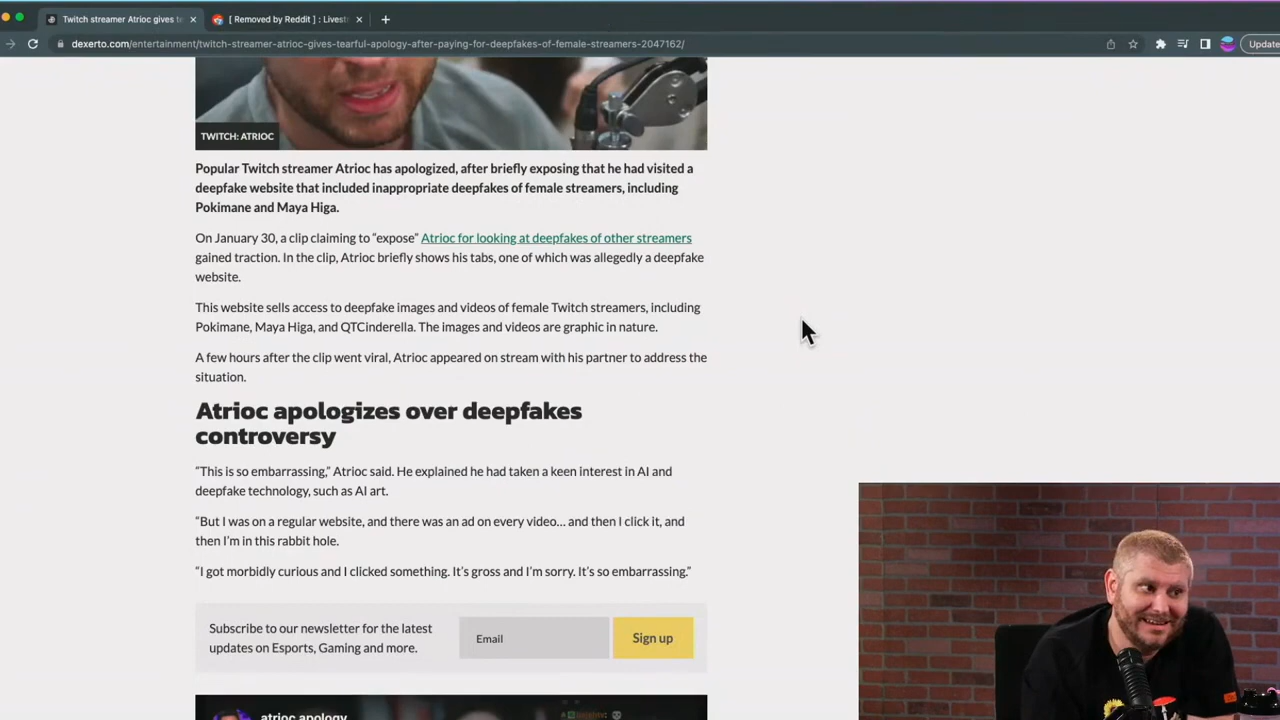 Twitch streamer Atrioc gives te
[ Removed by Reddit ] : Livestr
dexerto.com/entertainment/twitch-streamer-atrioc-gives-tearful-apology-after-paying-for-deepfakes-of-female-streamers-2047162/
Update
TWITCH: ATRIOC
Popular Twitch streamer Atrioc has apologized, after briefly exposing that he had visited a
deepfake website that included inappropriate deepfakes of female streamers, including
Pokimane and Maya Higa.
On January 30, a clip claiming to “expose” Atrioc for looking at deepfakes of other streamers
gained traction. In the clip, Atrioc briefly shows his tabs, one of which was allegedly a deepfake
website.
This website sells access to deepfake images and videos of female Twitch streamers, including
Pokimane, Maya Higa, and QTCinderella. The images and videos are graphic in nature.
A few hours after the clip went viral, Atrioc appeared on stream with his partner to address the
situation.
Atrioc apologizes over deepfakes
controversy
“This is so embarrassing,” Atrioc said. He explained he had taken a keen interest in AI and
deepfake technology, such as AI art.
“But I was on a regular website, and there was an ad on every video… and then I click it, and
then I’m in this rabbit hole.
“I got morbidly curious and I clicked something. It’s gross and I’m sorry. It’s so embarrassing.”
Subscribe to our newsletter for the latest
updates on Esports, Gaming and more.
Email
Sign up
atrioc apology